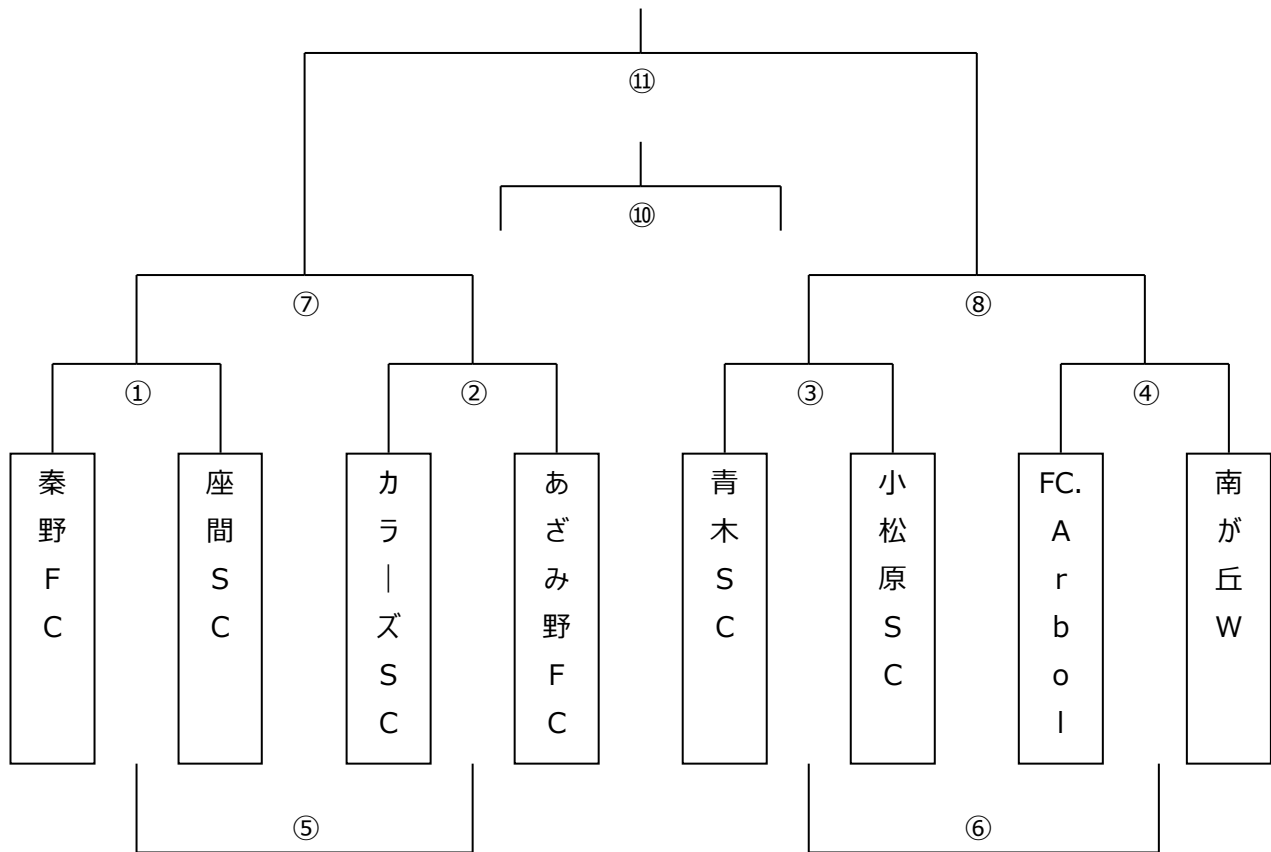 ⑪
⑩
⑦
⑧
①
②
③
④
秦野FC
座間SC
カラーズSC
あざみ野FC
青木SC
小松原SC
FC.Arbol
南が丘W
⑤
⑥